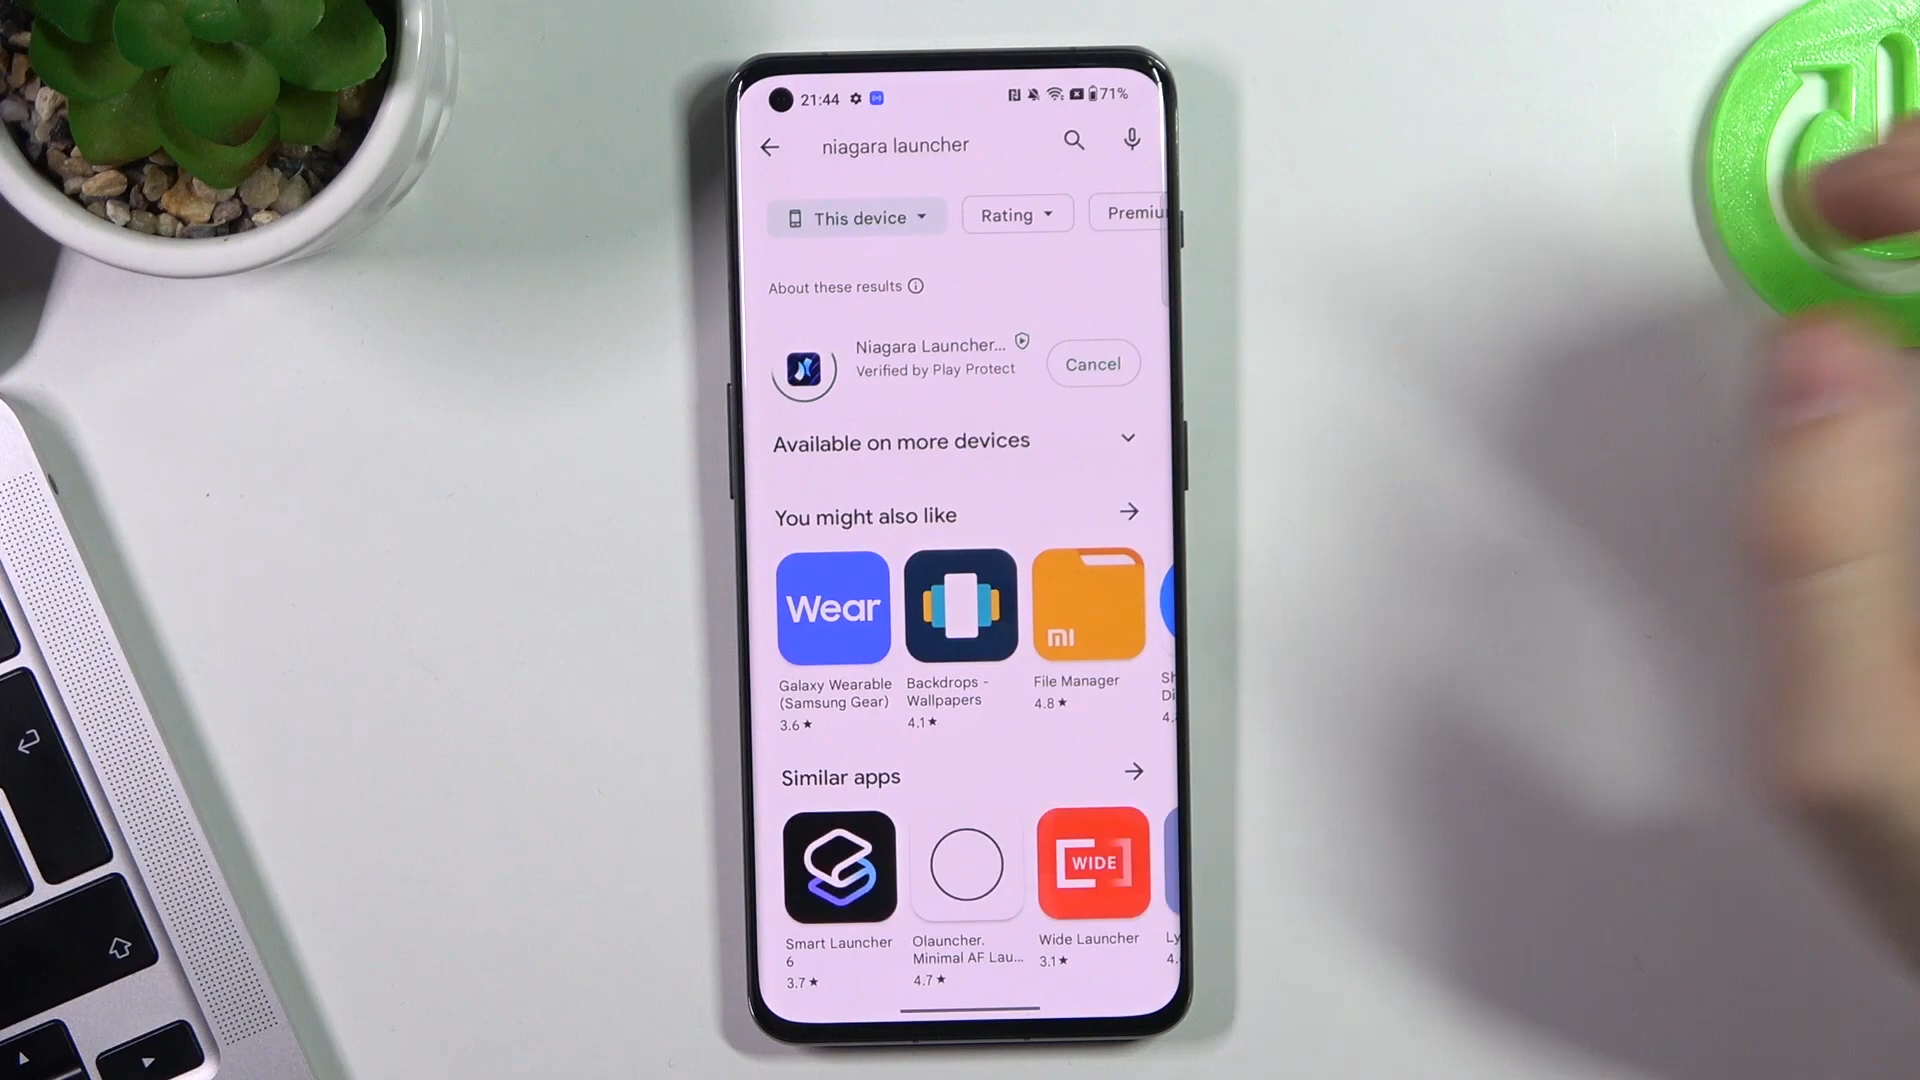 21:44
71%
niagara launcher
This device
Rating
About these results
Niagara Launcher...
Verified by Play Protect
Cancel
Available on more devices
You might also like
Wear
mi
Galaxy Wearable
(Samsung Gear)
3.6★
Backdrops -
Wallpapers
4.1★
File Manager
4.8★
Similar apps
WIDE
Smart Launcher
6
3.7★
Olauncher.
Minimal AF Lau...
4.7★
Wide Launcher
3.1★